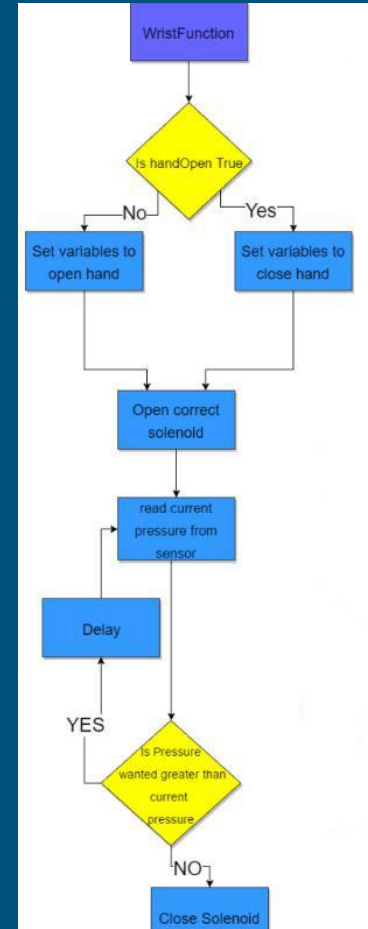 WristFunction
Is handOpen True
No
Yes
Set variables to
open hand
Set variables to
close hand
Open correct
solenoid
read current
pressure from
sensor
Delay
YES
Is Pressure
wanted greater than
current
pressure
NO
Close Solenoid